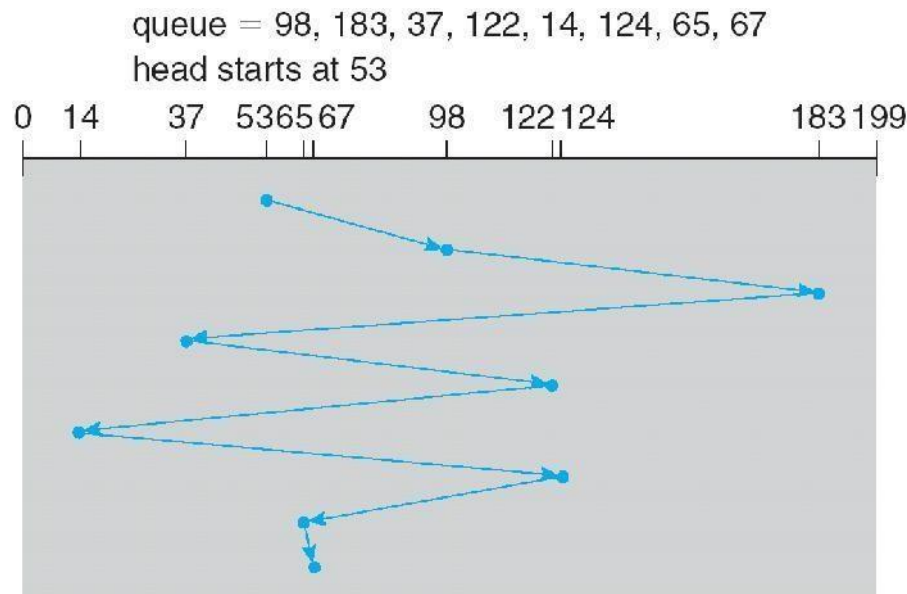 queue = 98, 183, 37, 122, 14, 124, 65, 67
head starts at 53
0 14 37 53 65 67 98 122 124 183 199